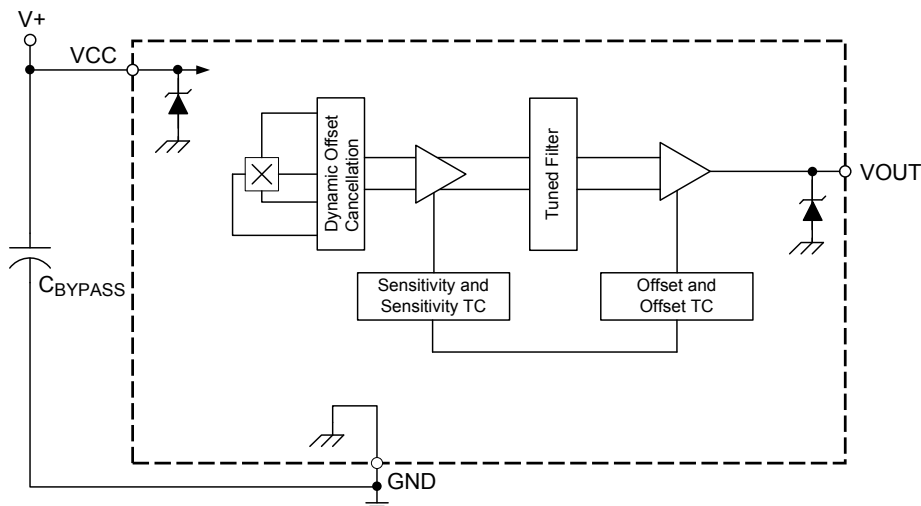 V+
VCC
Dynamic Offset
Cancellation
Tuned Filter
VOUT
CBYPASS
Sensitivity and
Sensitivity TC
Offset and
Offset TC
GND